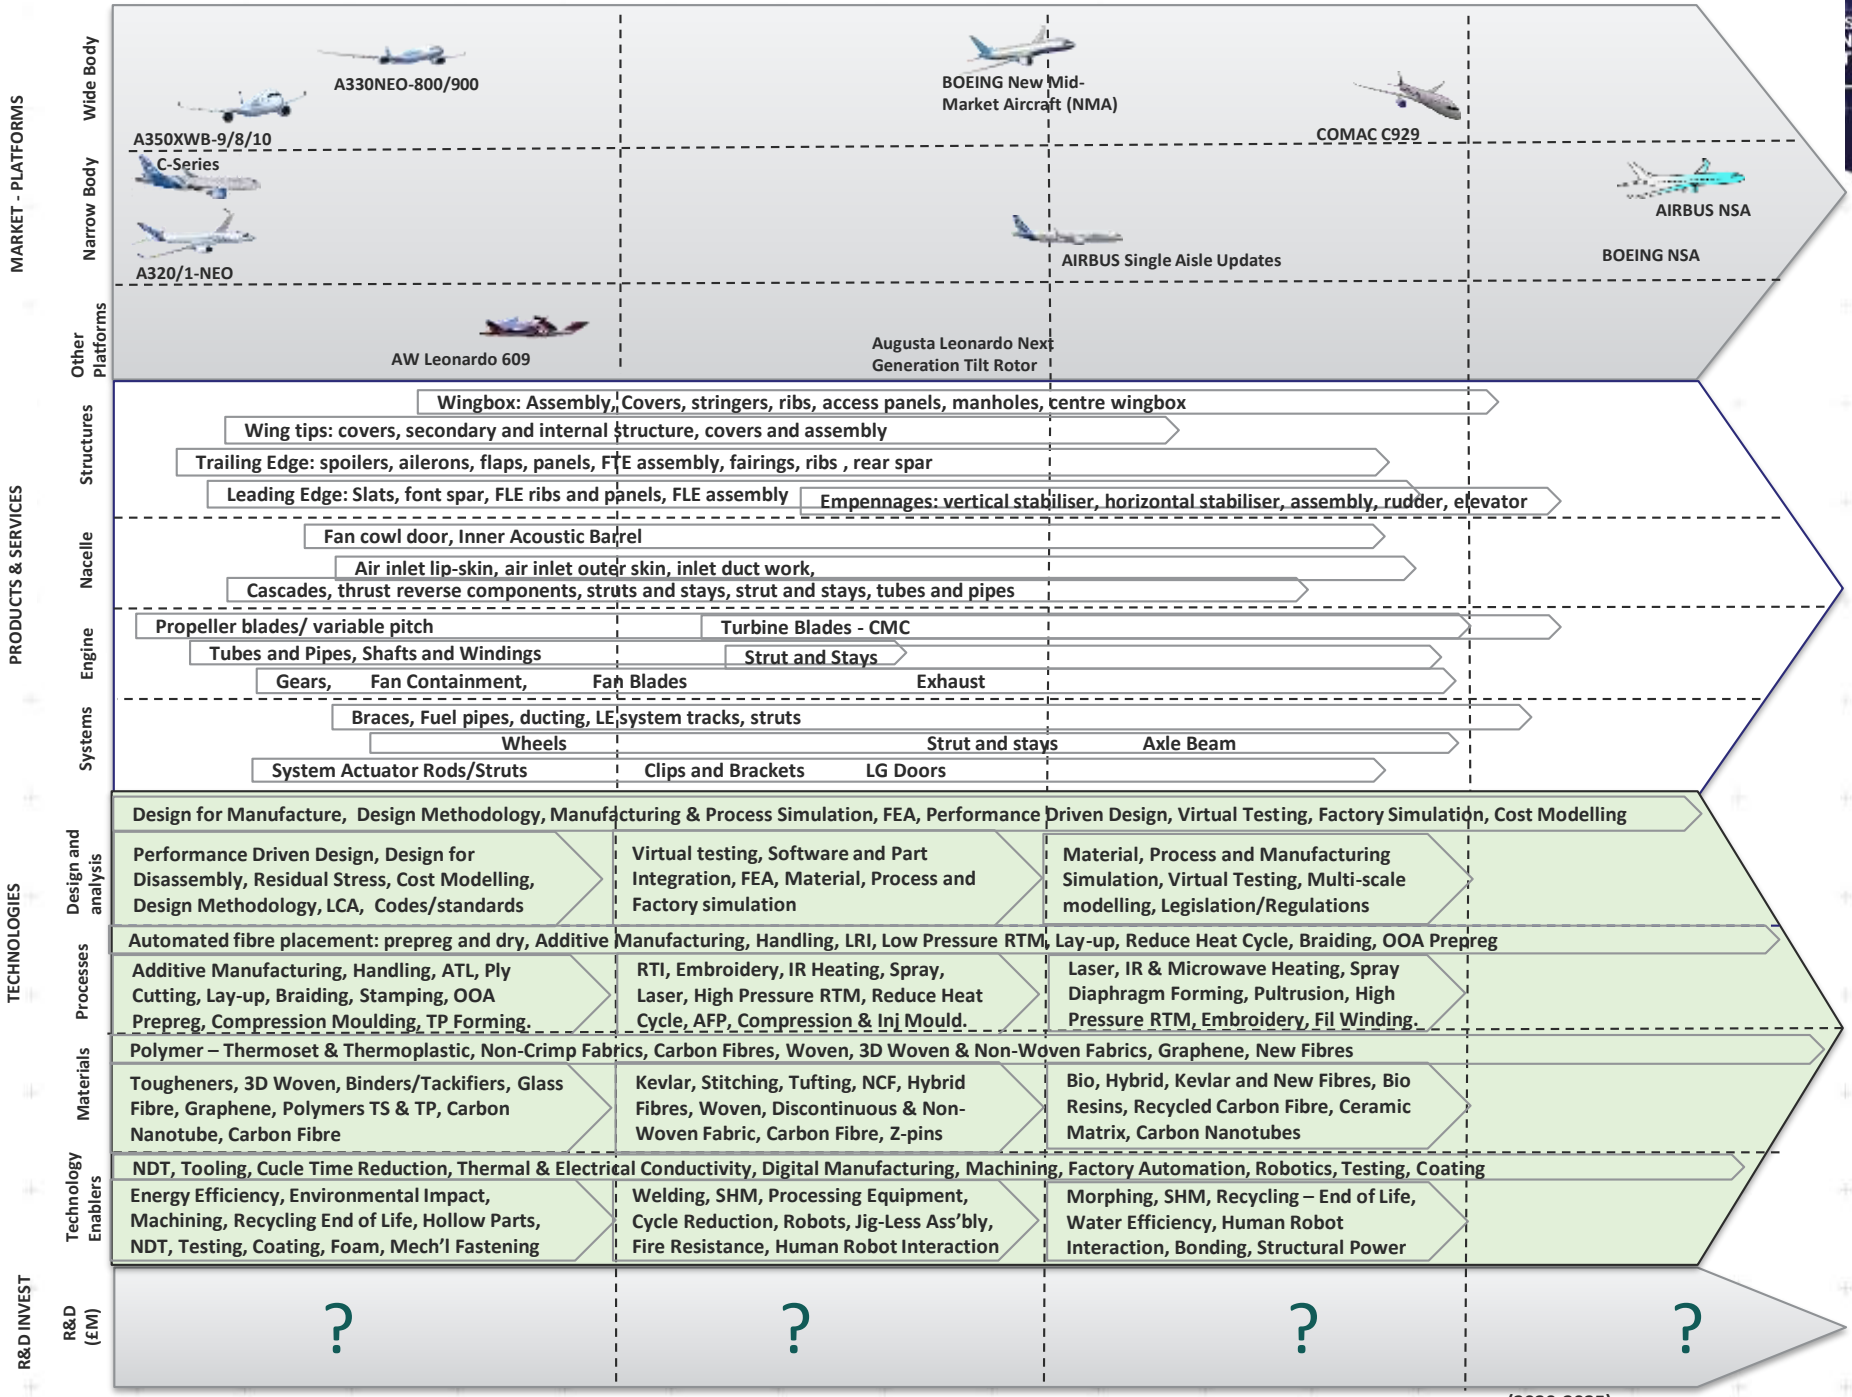 MARKET - PLATFORMS
Wide Body
A330NEO-800/900
BOEING New Mid-
Market Aircraft (NMA)
A350XWB-9/8/10
COMAC C929
Narrow Body
C-Series
AIRBUS NSA
A320/1-NEO
AIRBUS Single Aisle Updates
BOEING NSA
Other
Platforms
AW Leonardo 609
Augusta Leonardo Next
Generation Tilt Rotor
PRODUCTS & SERVICES
Structures
Wingbox: Assembly, Covers, stringers, ribs, access panels, manholes, centre wingbox
Wing tips: covers, secondary and internal structure, covers and assembly
Trailing Edge: spoilers, ailerons, flaps, panels, FTE assembly, fairings, ribs , rear spar
Leading Edge: Slats, font spar, FLE ribs and panels, FLE assembly
Empennages: vertical stabiliser, horizontal stabiliser, assembly, rudder, elevator
Nacelle
Fan cowl door, Inner Acoustic Barrel
Air inlet lip-skin, air inlet outer skin, inlet duct work,
Cascades, thrust reverse components, struts and stays, strut and stays, tubes and pipes
Engine
Propeller blades/ variable pitch
Turbine Blades - CMC
Tubes and Pipes, Shafts and Windings
Strut and Stays
Gears, Fan Containment, Fan Blades Exhaust
Systems
Braces, Fuel pipes, ducting, LE system tracks, struts
Wheels Strut and stays Axle Beam
System Actuator Rods/Struts Clips and Brackets LG Doors
TECHNOLOGIES
Design and
analysis
Design for Manufacture, Design Methodology, Manufacturing & Process Simulation, FEA, Performance Driven Design, Virtual Testing, Factory Simulation, Cost Modelling
Performance Driven Design, Design for
Disassembly, Residual Stress, Cost Modelling,
Design Methodology, LCA, Codes/standards
Virtual testing, Software and Part
Integration, FEA, Material, Process and
Factory simulation
Material, Process and Manufacturing
Simulation, Virtual Testing, Multi-scale
modelling, Legislation/Regulations
Processes
Automated fibre placement: prepreg and dry, Additive Manufacturing, Handling, LRI, Low Pressure RTM, Lay-up, Reduce Heat Cycle, Braiding, OOA Prepreg
Additive Manufacturing, Handling, ATL, Ply
Cutting, Lay-up, Braiding, Stamping, OOA
Prepreg, Compression Moulding, TP Forming.
RTI, Embroidery, IR Heating, Spray,
Laser, High Pressure RTM, Reduce Heat
Cycle, AFP, Compression & Inj Mould.
Laser, IR & Microwave Heating, Spray
Diaphragm Forming, Pultrusion, High
Pressure RTM, Embroidery, Fil Winding.
Materials
Polymer – Thermoset & Thermoplastic, Non-Crimp Fabrics, Carbon Fibres, Woven, 3D Woven & Non-Woven Fabrics, Graphene, New Fibres
Tougheners, 3D Woven, Binders/Tackifiers, Glass
Fibre, Graphene, Polymers TS & TP, Carbon
Nanotube, Carbon Fibre
Kevlar, Stitching, Tufting, NCF, Hybrid
Fibres, Woven, Discontinuous & Non-
Woven Fabric, Carbon Fibre, Z-pins
Bio, Hybrid, Kevlar and New Fibres, Bio
Resins, Recycled Carbon Fibre, Ceramic
Matrix, Carbon Nanotubes
Technology
Enablers
NDT, Tooling, Cucle Time Reduction, Thermal & Electrical Conductivity, Digital Manufacturing, Machining, Factory Automation, Robotics, Testing, Coating
Energy Efficiency, Environmental Impact,
Machining, Recycling End of Life, Hollow Parts,
NDT, Testing, Coating, Foam, Mech’l Fastening
Welding, SHM, Processing Equipment,
Cycle Reduction, Robots, Jig-Less Ass’bly,
Fire Resistance, Human Robot Interaction
Morphing, SHM, Recycling – End of Life,
Water Efficiency, Human Robot
Interaction, Bonding, Structural Power
R&D INVEST
R&D
(£M)
? ? ? ?